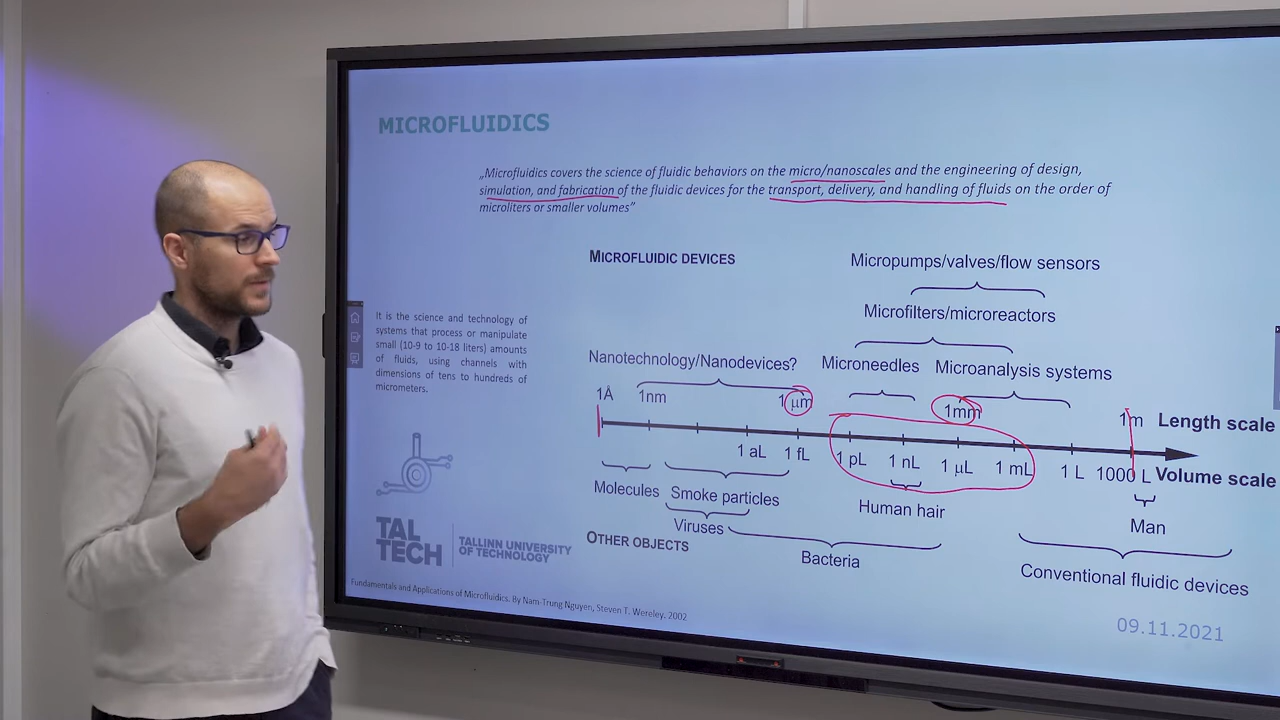 MICROFLUIDICS
„Microfluidics covers the science of fluidic behaviors on the micro/nanoscales and the engineering of design,
simulation, and fabrication of the fluidic devices for the transport, delivery, and handling of fluids on the order of
microliters or smaller volumes”
MICROFLUIDIC DEVICES
Micropumps/valves/flow sensors
Microfilters/microreactors
It is the science and technology of
systems that process or manipulate
small (10-9 to 10-18 liters) amounts
of fluids, using channels with
dimensions of tens to hundreds of
micrometers.
Nanotechnology/Nanodevices?
Microneedles
Microanalysis systems
1Å 1nm 1μm 1mm 1m Length scale
1 aL 1 fL 1 pL 1 nL 1 μL 1 mL 1 L 1000 L Volume scale
Molecules Smoke particles Human hair Man
Viruses
OTHER OBJECTS
Bacteria
Conventional fluidic devices
TAL
TECH
TALLINN UNIVERSITY
OF TECHNOLOGY
Fundamentals and Applications of Microfluidics. By Nam-Trung Nguyen, Steven T. Wereley. 2002
09.11.2021